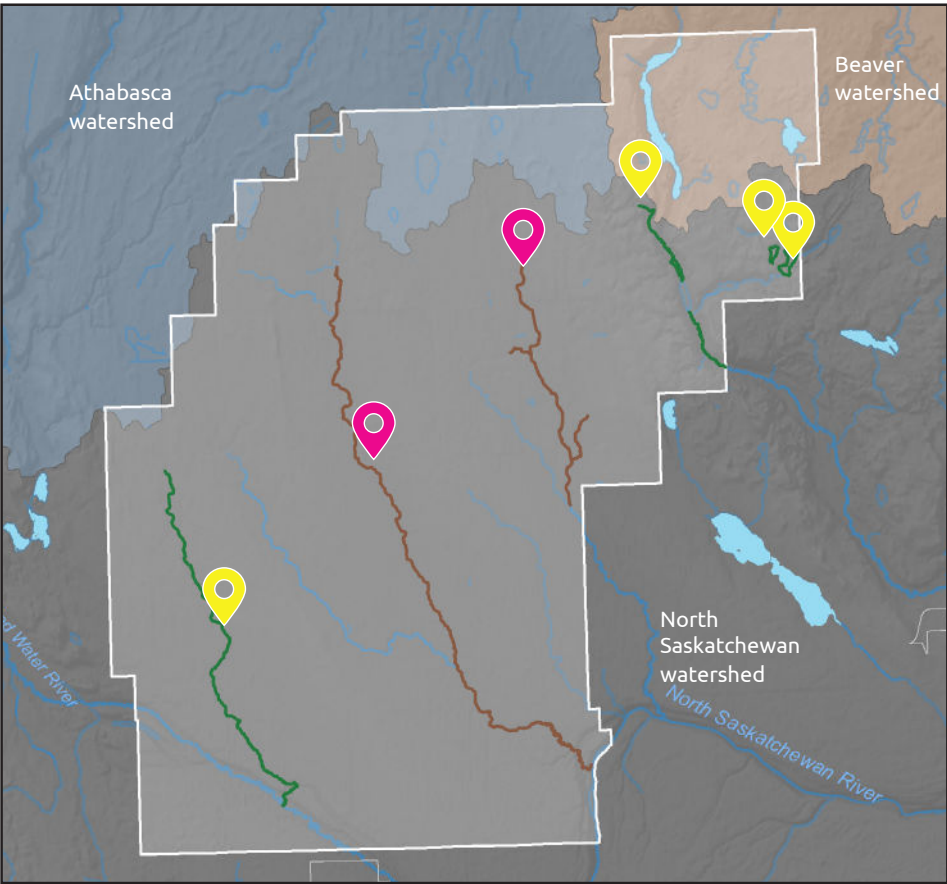 Athabasca
watershed
Beaver
watershed
North
Saskatchewan
watershed
Water River
North Saskatchewan River